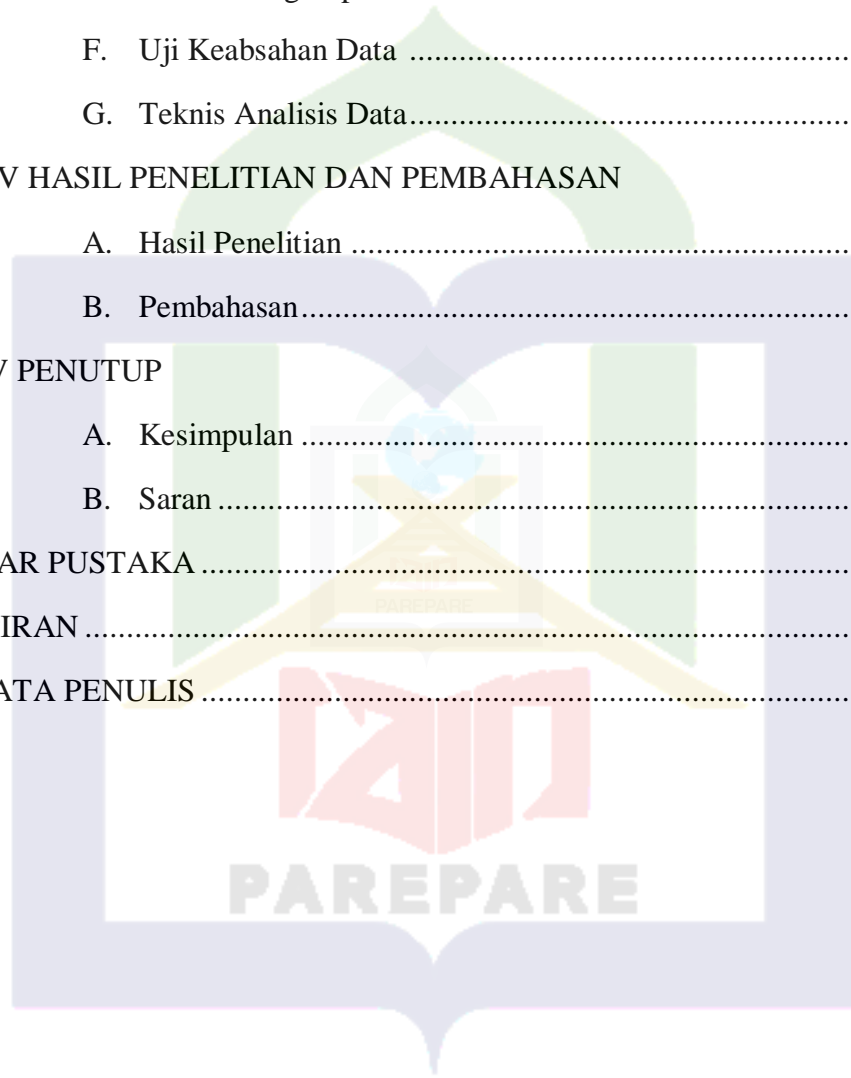 F. Uji Keabsahan Data ........................................................
G. Teknis Analisis Data........................................................
V HASIL PENELITIAN DAN PEMBAHASAN
A. Hasil Penelitian ...............................................................
B. Pembahasan.....................................................................
V PENUTUP
A. Kesimpulan .....................................................................
B. Saran ...............................................................................
AR PUSTAKA .................................................................................
IRAN ...............................................................................................
ATA PENULIS .................................................................................
PAREPARE
PAREPARE